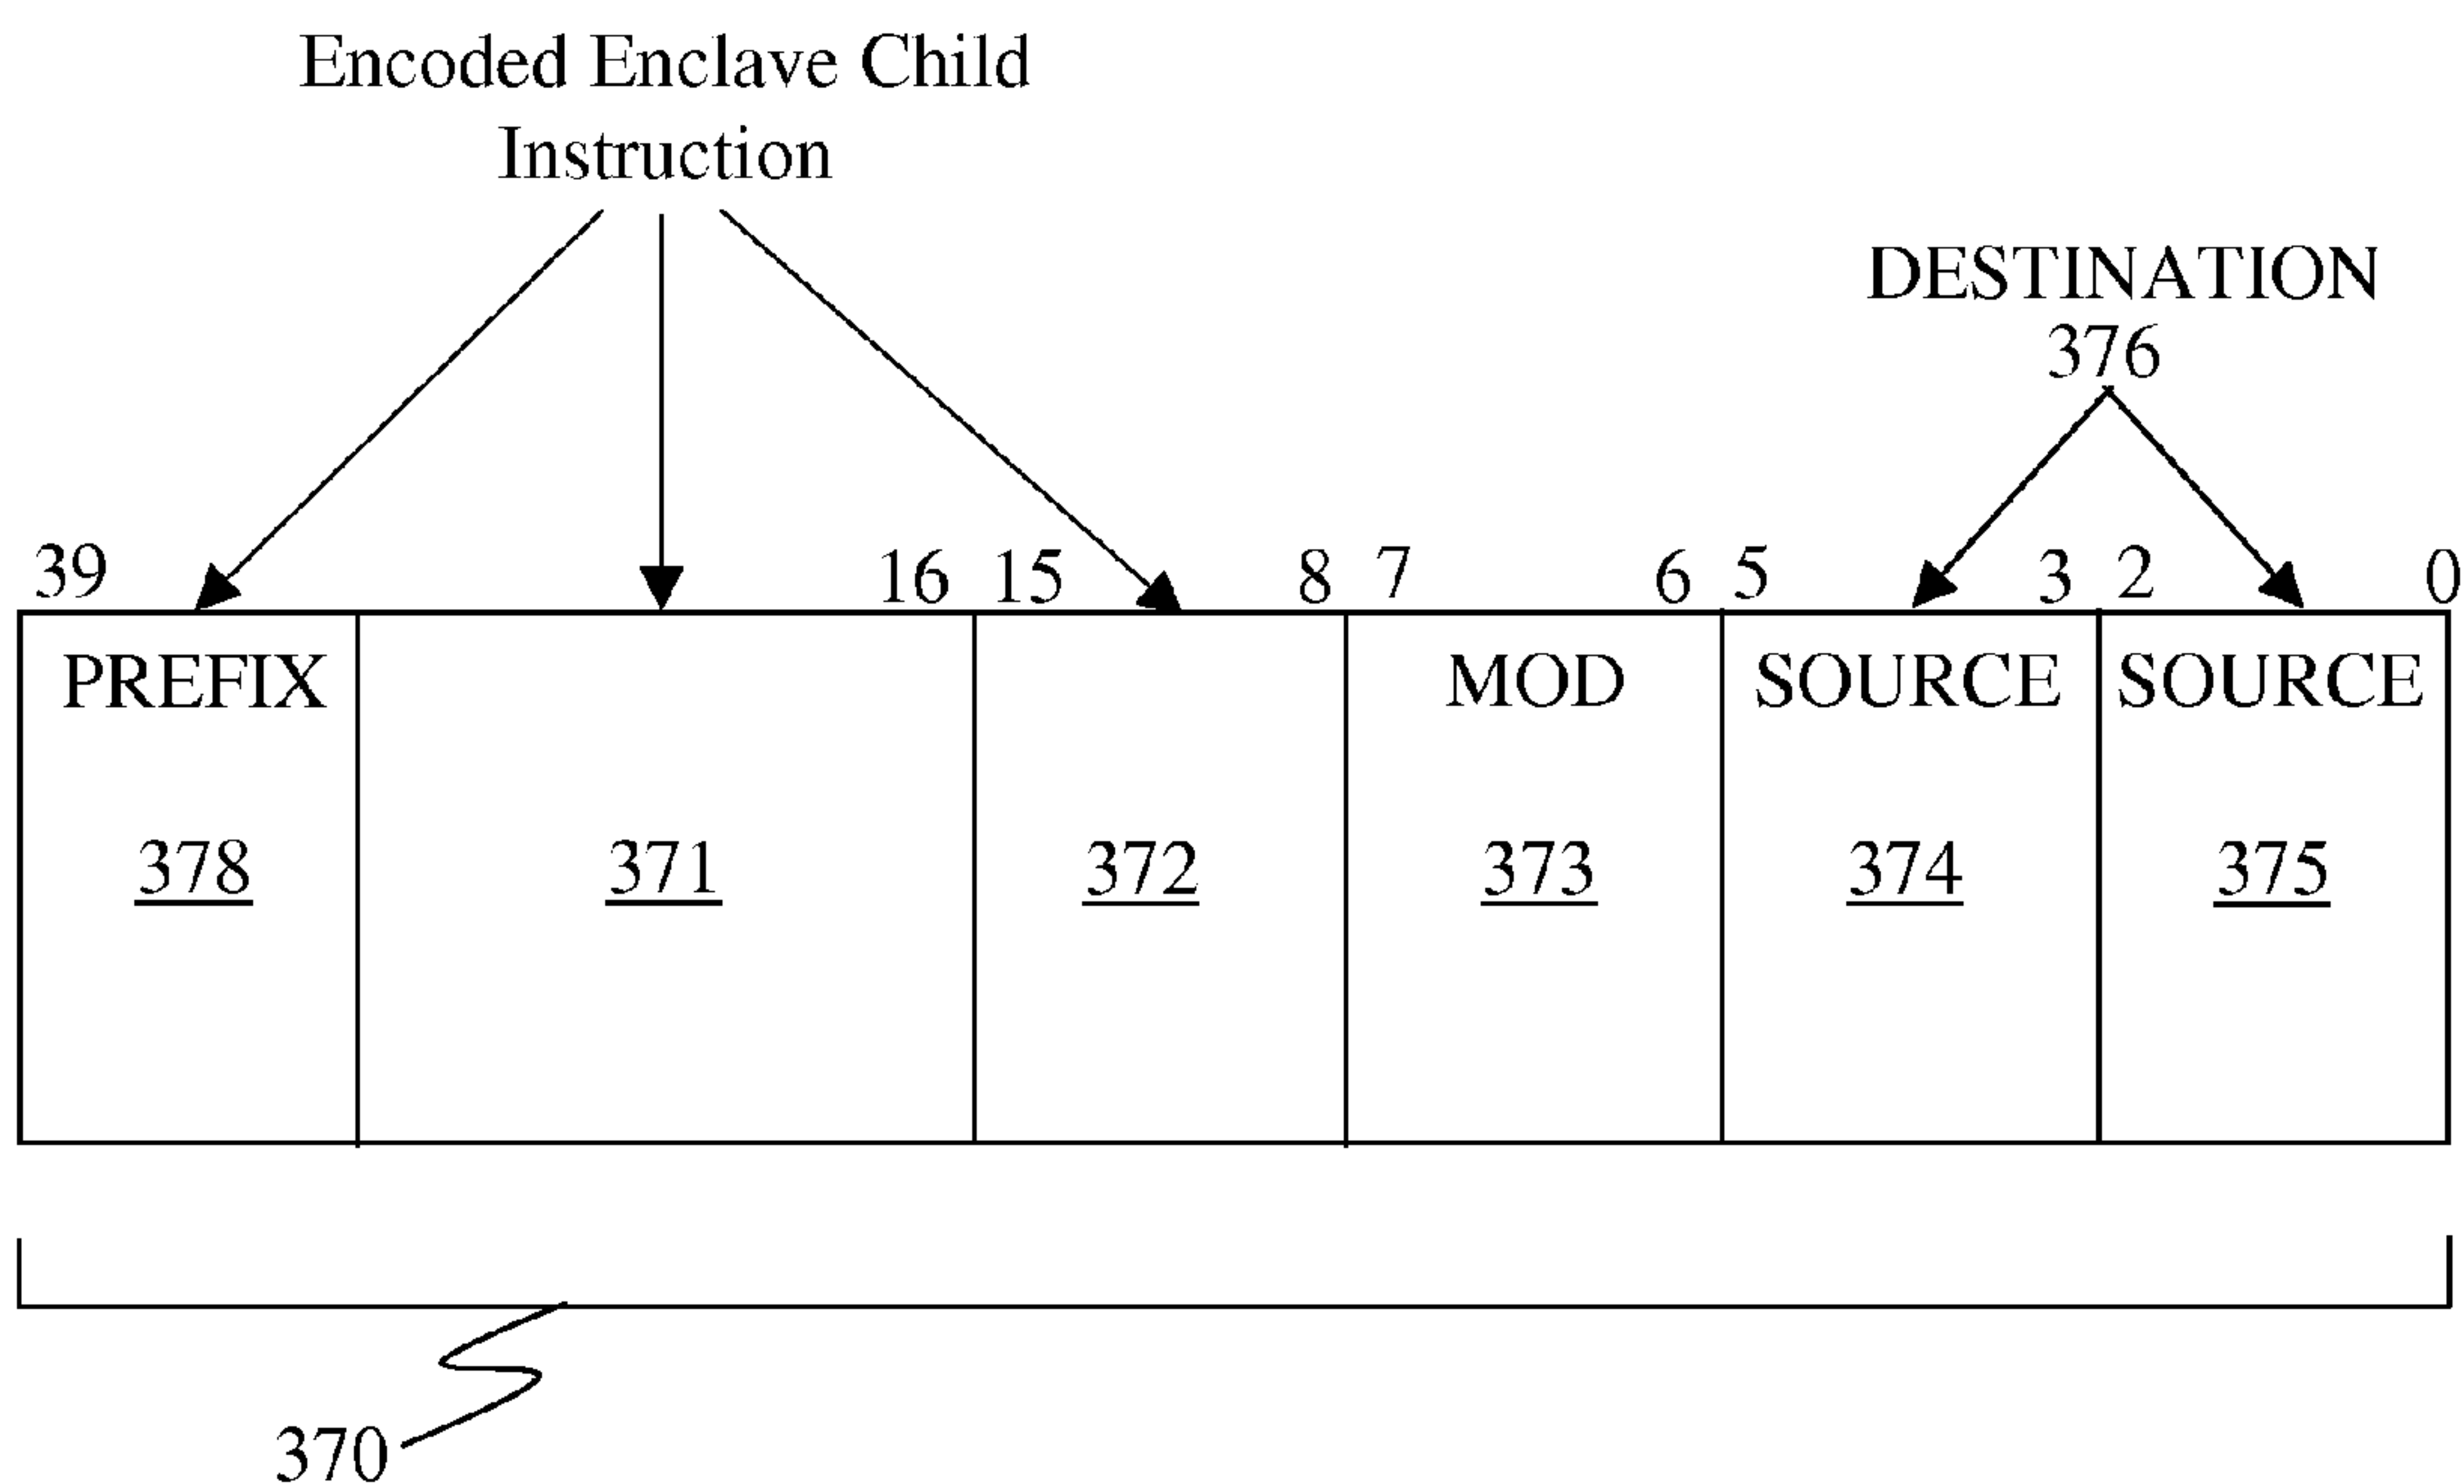 Encoded Enclave Child
Instruction
DESTINATION
376
39 16 15 8 7 6 5 3 2 0
PREFIX MOD SOURCE SOURCE
378 371 372 373 374 375
370